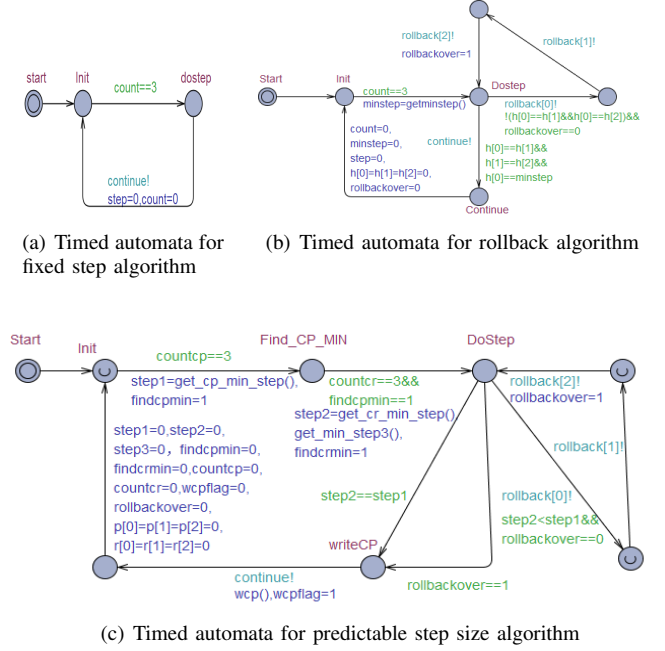 start
Init
dostep
count==3
continue!
step=0,count=0
(a) Timed automata for
fixed step algorithm
rollback[2]!
rollbackover=1
rollback[1]!
Start
Init
count==3
minstep=getminstep()
Dostep
rollback[0]!
!(h[0]==h[1]&&h[0]==h[2])&&
rollbackover==0
count=0,
minstep=0,
step=0,
h[0]=h[1]=h[2]=0,
rollbackover=0
continue!
h[0]==h[1]&&
h[1]==h[2]&&
h[0]==minstep
Continue
(b) Timed automata for rollback algorithm
Start
Init
countcp==3
step1=get_cp_min_step(),
findcpmin=1
Find_CP_MIN
countcr==3&&
findcpmin==1
step2=get_cr_min_step(),
get_min_step3(),
findcrmin=1
DoStep
rollback[2]!
rollbackover=1
rollback[1]!
rollback[0]!
step2<step1&&
rollbackover==0
step1=0,step2=0,
step3=0, findcpmin=0,
findcrmin=0,countcp=0,
countcr=0,wcpflag=0,
rollbackover=0,
p[0]=p[1]=p[2]=0,
r[0]=r[1]=r[2]=0
step2==step1
writeCP
continue!
wcp(),wcpflag=1
rollbackover==1
(c) Timed automata for predictable step size algorithm